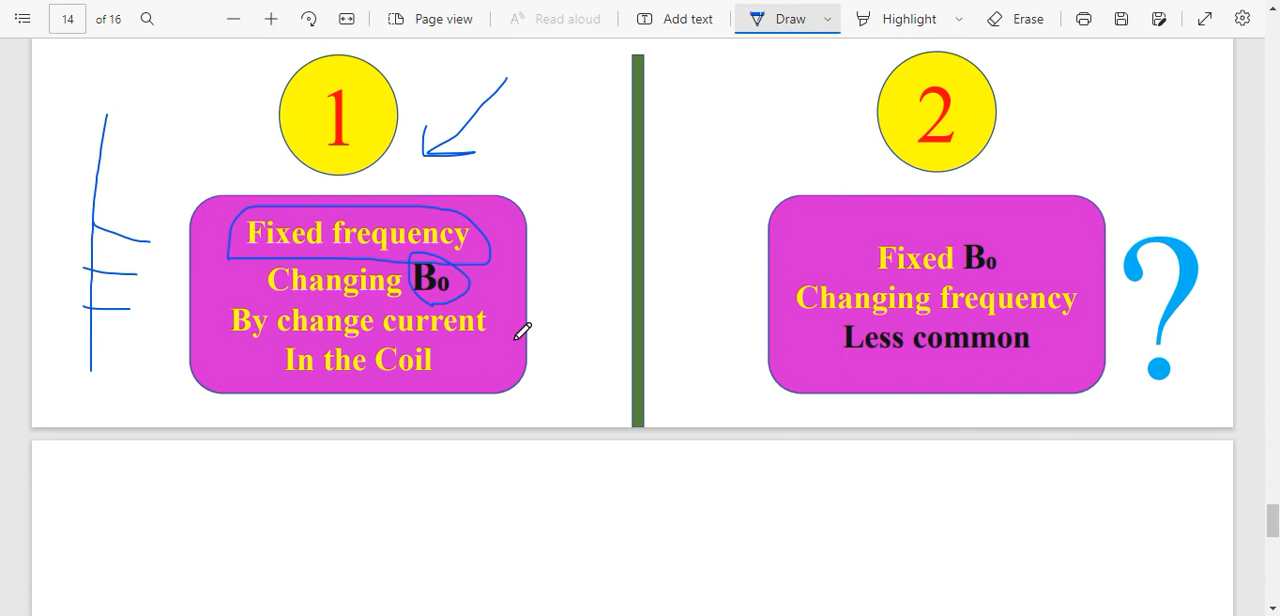 14 of 16 Page view Read aloud Add text Draw Highlight Erase
1
Fixed frequency
Changing B₀
By change current
In the Coil
2
Fixed B₀
Changing frequency
Less common
?